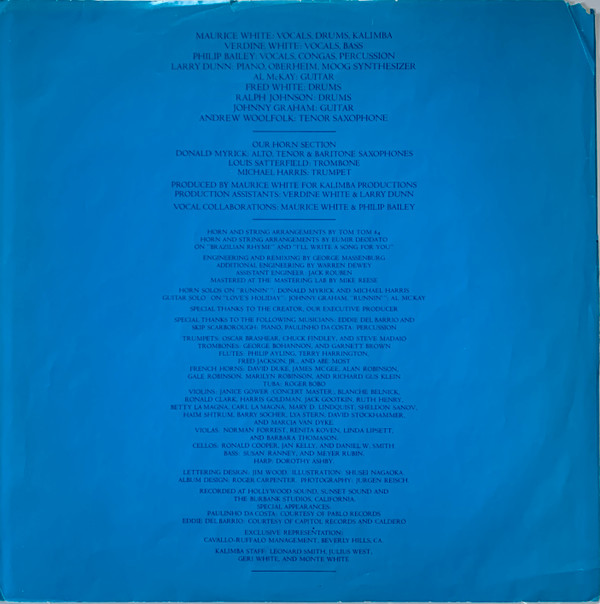 MAURICE WHITE: VOCALS, DRUMS, KALIMBA
VERDINE WHITE: VOCALS, BASS
PHILIP BAILEY: VOCALS, CONGAS, PERCUSSION
LARRY DUNN: PIANO, OBERHEIM, MOOG SYNTHESIZER
AL McKAY: GUITAR
FRED WHITE: DRUMS
RALPH JOHNSON: DRUMS
JOHNNY GRAHAM: GUITAR
ANDREW WOOLFOLK: TENOR SAXOPHONE
OUR HORN SECTION
DONALD MYRICK: ALTO, TENOR & BARITONE SAXOPHONES
LOUIS SATTERFIELD: TROMBONE
MICHAEL HARRIS: TRUMPET
PRODUCED BY MAURICE WHITE FOR KALIMBA PRODUCTIONS
PRODUCTION ASSISTANTS: VERDINE WHITE & LARRY DUNN
VOCAL COLLABORATIONS: MAURICE WHITE & PHILIP BAILEY
HORN AND STRING ARRANGEMENTS BY TOM TOM 84
HORN AND STRING ARRANGEMENTS BY EUMIR DEODATO
ON "BRAZILIAN RHYME" AND "I'LL WRITE A SONG FOR YOU".
ENGINEERING AND REMIXING BY GEORGE MASSENBURG
ADDITIONAL ENGINEERING BY WARREN DEWEY
ASSISTANT ENGINEER: JACK ROUBEN
MASTERED AT THE MASTERING LAB BY MIKE REESE
HORN SOLOS ON "RUNNIN'": DONALD MYRICK AND MICHAEL HARRIS
GUITAR SOLO: ON "LOVE'S HOLIDAY": JOHNNY GRAHAM, "RUNNIN'": AL McKAY
SPECIAL THANKS TO THE CREATOR, OUR EXECUTIVE PRODUCER
SPECIAL THANKS TO THE FOLLOWING MUSICIANS: EDDIE DEL BARRIO AND
SKIP SCARBOROUGH: PIANO, PAULINHO DA COSTA: PERCUSSION
TRUMPETS: OSCAR BRASHEAR, CHUCK FINDLEY, AND STEVE MADAIO
TROMBONES: GEORGE BOHANNON, AND GARNETT BROWN
FLUTES: PHILIP AYLING, TERRY HARRINGTON,
FRED JACKSON, JR., AND ABE MOST
FRENCH HORNS: DAVID DUKE, JAMES McGEE, ALAN ROBINSON,
GALE ROBINSON, MARILYN ROBINSON, AND RICHARD GUS KLEIN
TUBA: ROGER BOBO
VIOLINS: JANICE GOWER (CONCERT MASTER), BLANCHE BELNICK,
RONALD CLARK, HARRIS GOLDMAN, JACK GOOTKIN, RUTH HENRY,
BETTY LA MAGNA, CARL LA MAGNA, MARY D. LINDQUIST, SHELDON SANOV,
HAIM SHTRUM, BARRY SOCHER, LYA STERN, DAVID STOCKHAMMER,
AND MARCIA VAN DYKE.
VIOLAS: NORMAN FORREST, RENITA KOVEN, LINDA LIPSETT,
AND BARBARA THOMASON.
CELLOS: RONALD COOPER, JAN KELLY, AND DANIEL W. SMITH.
BASS: SUSAN RANNEY, AND MEYER RUBIN.
HARP: DOROTHY ASHBY.
LETTERING DESIGN: JIM WOOD. ILLUSTRATION: SHUSEI NAGAOKA.
ALBUM DESIGN: ROGER CARPENTER. PHOTOGRAPHY: JURGEN REISCH
RECORDED AT HOLLYWOOD SOUND, SUNSET SOUND AND
THE BURBANK STUDIOS, CALIFORNIA.
SPECIAL APPEARANCES:
PAULINHO DA COSTA: COURTESY OF PABLO RECORDS
EDDIE DEL BARRIO: COURTESY OF CAPITOL RECORDS AND CALDERO
EXCLUSIVE REPRESENTATION:
CAVALLO-RUFFALO MANAGEMENT, BEVERLY HILLS, CA.
KALIMBA STAFF: LEONARD SMITH, JULIUS WEST,
GERI WHITE, AND MONTE WHITE